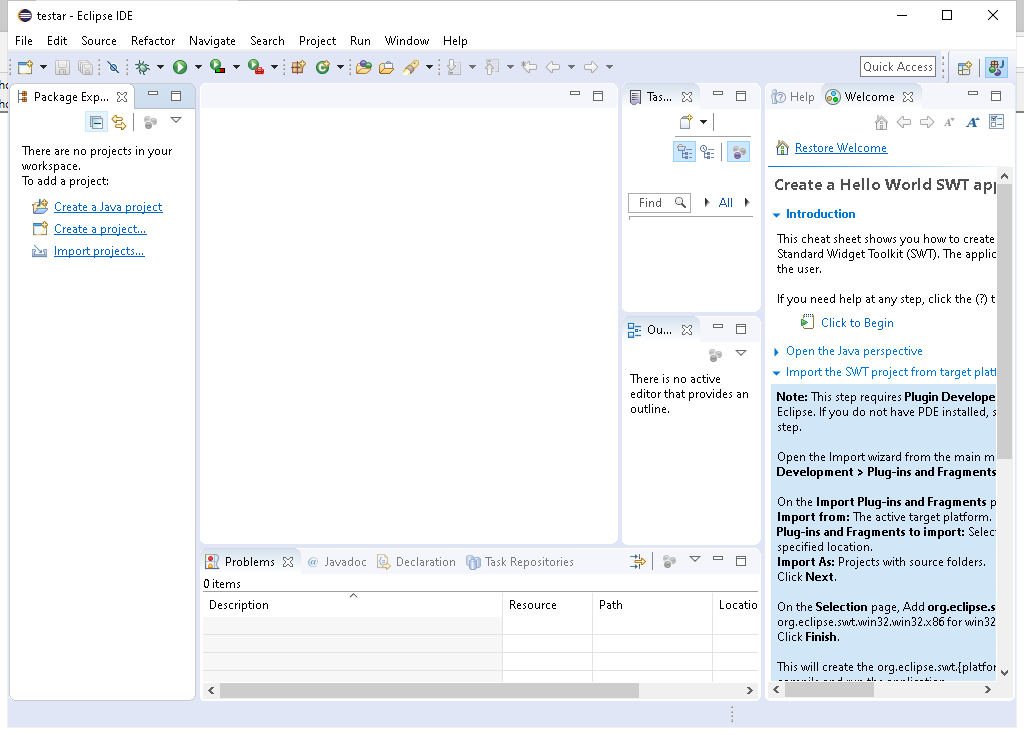 testar - Eclipse IDE
File Edit Source Refactor Navigate Search Project Run Window Help
Quick Access
Package Exp...
There are no projects in your
workspace.
To add a project:
Create a Java project
Create a project...
Import projects...
Tas...
Find
All
Ou...
There is no active
editor that provides an
outline.
Problems
@ Javadoc
Declaration
Task Repositories
0 items
Description Resource Path Locatio
Help
Welcome
Restore Welcome
Create a Hello World SWT app
Introduction
This cheat sheet shows you how to create
Standard Widget Toolkit (SWT). The applic
the user.
If you need help at any step, click the (?) t
Click to Begin
Open the Java perspective
Import the SWT project from target platf
Note: This step requires Plugin Develope
Eclipse. If you do not have PDE installed, s
step.
Open the Import wizard from the main m
Development > Plug-ins and Fragments
On the Import Plug-ins and Fragments p
Import from: The active target platform.
Plug-ins and Fragments to import: Selec
specified location.
Import As: Projects with source folders.
Click Next.
On the Selection page, Add org.eclipse.s
org.eclipse.swt.win32.win32.x86 for win32
Click Finish.
This will create the org.eclipse.swt.{platfor
compile and run the application.